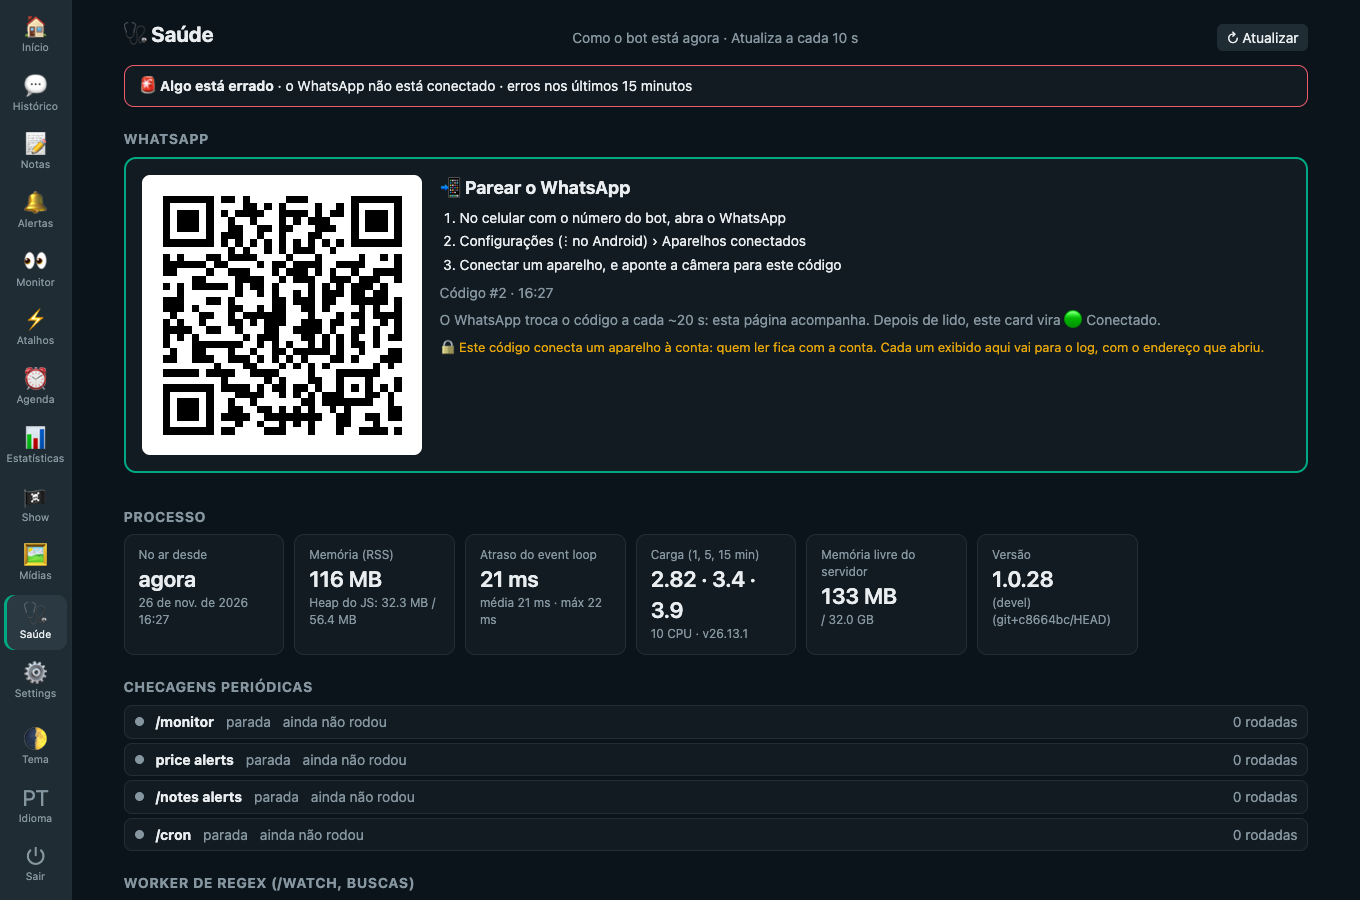 Início
Histórico
Notas
Alertas
Monitor
Atalhos
Agenda
Estatísticas
Show
Mídias
Saúde
Settings
Tema
PT
Idioma
Sair
Saúde
Como o bot está agora · Atualiza a cada 10 s
↻ Atualizar
Algo está errado · o WhatsApp não está conectado · erros nos últimos 15 minutos
WHATSAPP
Parear o WhatsApp
1. No celular com o número do bot, abra o WhatsApp
2. Configurações (⋮ no Android) › Aparelhos conectados
3. Conectar um aparelho, e aponte a câmera para este código
Código #2 · 16:27
O WhatsApp troca o código a cada ~20 s: esta página acompanha. Depois de lido, este card vira 🟢 Conectado.
Este código conecta um aparelho à conta: quem ler fica com a conta. Cada um exibido aqui vai para o log, com o endereço que abriu.
PROCESSO
No ar desde
agora
26 de nov. de 2026
16:27
Memória (RSS)
116 MB
Heap do JS: 32.3 MB /
56.4 MB
Atraso do event loop
21 ms
média 21 ms · máx 22
ms
Carga (1, 5, 15 min)
2.82 · 3.4 ·
3.9
10 CPU · v26.13.1
Memória livre do
servidor
133 MB
/ 32.0 GB
Versão
1.0.28
(devel)
(git+c8664bc/HEAD)
CHECAGENS PERIÓDICAS
/monitor parada ainda não rodou 0 rodadas
price alerts parada ainda não rodou 0 rodadas
/notes alerts parada ainda não rodou 0 rodadas
/cron parada ainda não rodou 0 rodadas
WORKER DE REGEX (/WATCH, BUSCAS)